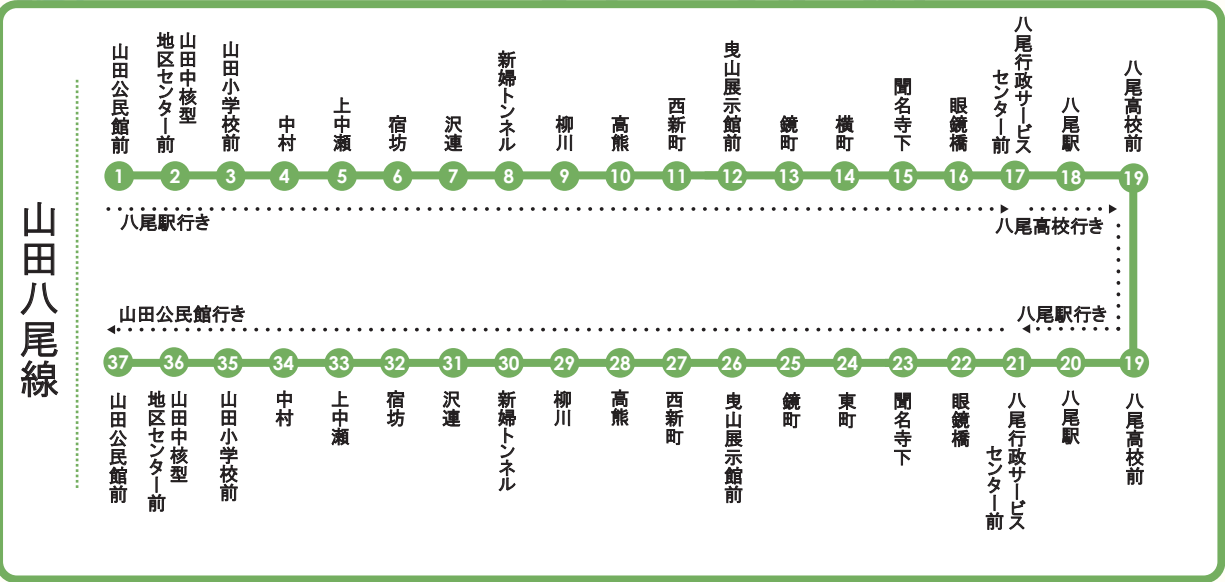 山田八尾線
山田公民館前
山田中核型
地区センター前
山田小学校前
中村
上中瀬
宿坊
沢連
新婦トンネル
柳川
高熊
西新町
曳山展示館前
鏡町
横町
聞名寺下
眼鏡橋
八尾行政サービス
センター前
八尾駅
八尾高校前
1 2 3 4 5 6 7 8 9 10 11 12 13 14 15 16 17 18 19
八尾駅行き
八尾高校行き
山田公民館行き
八尾駅行き
37 36 35 34 33 32 31 30 29 28 27 26 25 24 23 22 21 20 19
山田公民館前
山田中核型
地区センター前
山田小学校前
中村
上中瀬
宿坊
沢連
新婦トンネル
柳川
高熊
西新町
曳山展示館前
鏡町
東町
聞名寺下
眼鏡橋
八尾行政サービス
センター前
八尾駅
八尾高校前